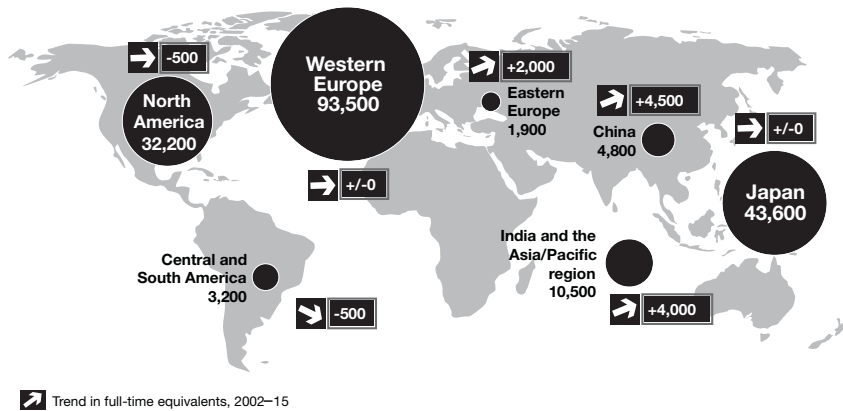 -500
North
America
32,200
Western
Europe
93,500
+/-0
+2,000
Eastern
Europe
1,900
+4,500
China
4,800
+/-0
Japan
43,600
Central and
South America
3,200
-500
India and the
Asia/Pacific
region
10,500
+4,000
Trend in full-time equivalents, 2002–15